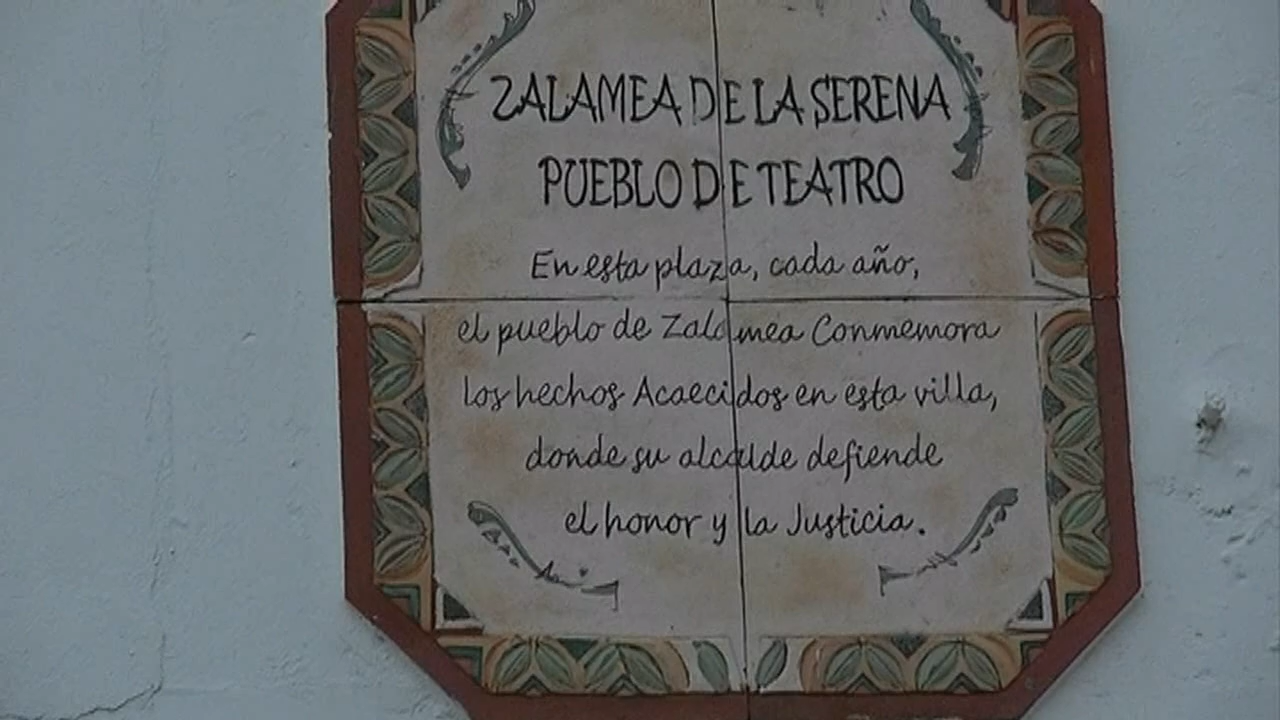 ZALAMEA DE LA SERENA
PUEBLO DE TEATRO
En esta plaza, cada año,
el pueblo de Zalamea Conmemora
los hechos Acaecidos en esta villa,
donde su alcalde defiende
el honor y la Justicia.